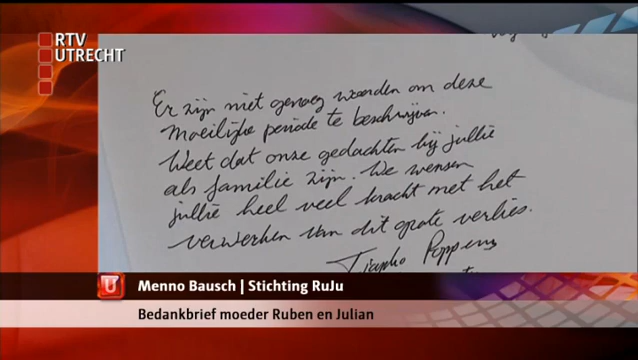 RTV
UTRECHT
Er zijn niet genoeg woorden om deze
moeilijke periode te beschrijven.
Weet dat onze gedachten bij jullie
als familie zijn. We wensen
jullie heel veel kracht met het
verwerken van dit grote verlies.
Menno Bausch | Stichting RuJu
Bedankbrief moeder Ruben en Julian